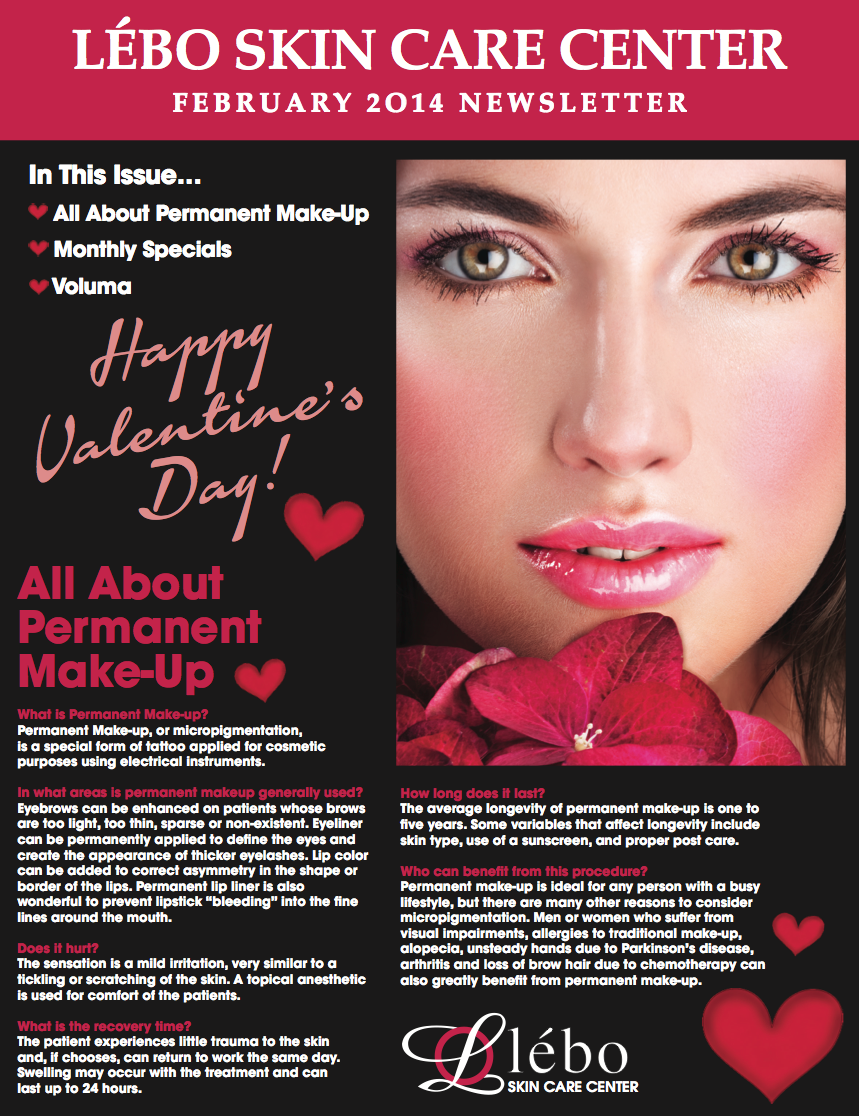 LÉBO SKIN CARE CENTER
FEBRUARY 2014 NEWSLETTER
In This Issue...
All About Permanent Make-Up
Monthly Specials
Voluma
Happy
Valentine's
Day!
All About
Permanent
Make-Up
What is Permanent Make-up?
Permanent Make-up, or micropigmentation,
is a special form of tattoo applied for cosmetic
purposes using electrical instruments.
In what areas is permanent makeup generally used?
Eyebrows can be enhanced on patients whose brows
are too light, too thin, sparse or non-existent. Eyeliner
can be permanently applied to define the eyes and
create the appearance of thicker eyelashes. Lip color
can be added to correct asymmetry in the shape or
border of the lips. Permanent lip liner is also
wonderful to prevent lipstick "bleeding" into the fine
lines around the mouth.
Does it hurt?
The sensation is a mild irritation, very similar to a
tickling or scratching of the skin. A topical anesthetic
is used for comfort of the patients.
What is the recovery time?
The patient experiences little trauma to the skin
and, if chooses, can return to work the same day.
Swelling may occur with the treatment and can
last up to 24 hours.
How long does it last?
The average longevity of permanent make-up is one to
five years. Some variables that affect longevity include
skin type, use of a sunscreen, and proper post care.
Who can benefit from this procedure?
Permanent make-up is ideal for any person with a busy
lifestyle, but there are many other reasons to consider
micropigmentation. Men or women who suffer from
visual impairments, allergies to traditional make-up,
alopecia, unsteady hands due to Parkinson's disease,
arthritis and loss of brow hair due to chemotherapy can
also greatly benefit from permanent make-up.
L lébo
SKIN CARE CENTER